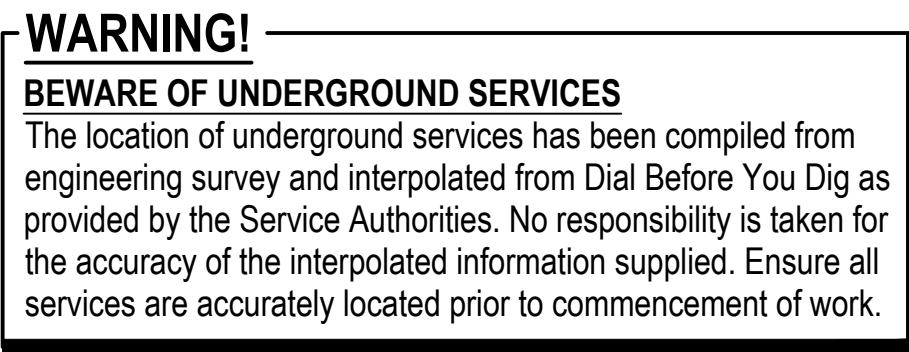 WARNING!
BEWARE OF UNDERGROUND SERVICES
The location of underground services has been compiled from
engineering survey and interpolated from Dial Before You Dig as
provided by the Service Authorities. No responsibility is taken for
the accuracy of the interpolated information supplied. Ensure all
services are accurately located prior to commencement of work.